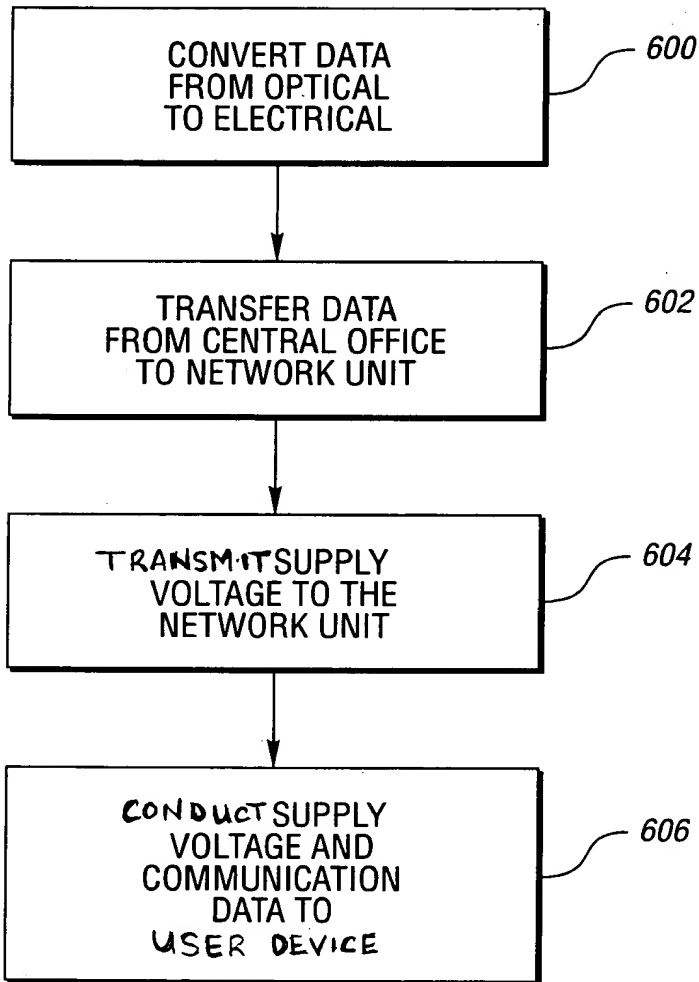 CONVERT DATA
FROM OPTICAL
TO ELECTRICAL
600
TRANSFER DATA
FROM CENTRAL OFFICE
TO NETWORK UNIT
602
TRANSMIT SUPPLY
VOLTAGE TO THE
NETWORK UNIT
604
CONDUCT SUPPLY
VOLTAGE AND
COMMUNICATION
DATA TO
USER DEVICE
606